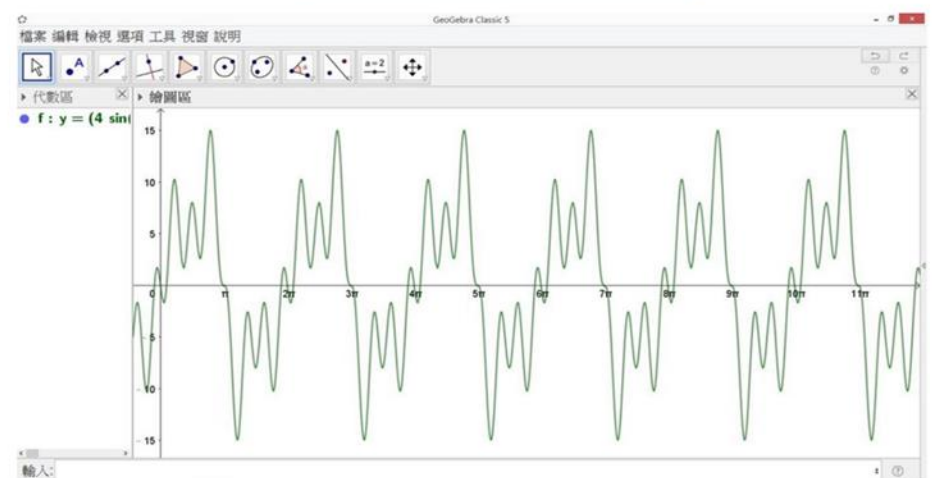 GeoGebra Classic 5
檔案 編輯 檢視 選項 工具 視窗 說明
A
a=2
代數區
繪圖區
f : y = (4 sin(
15
10
5
0 π 2π 3π 4π 5π 6π 7π 8π 9π 10π 11π
-5
-10
-15
輸入: